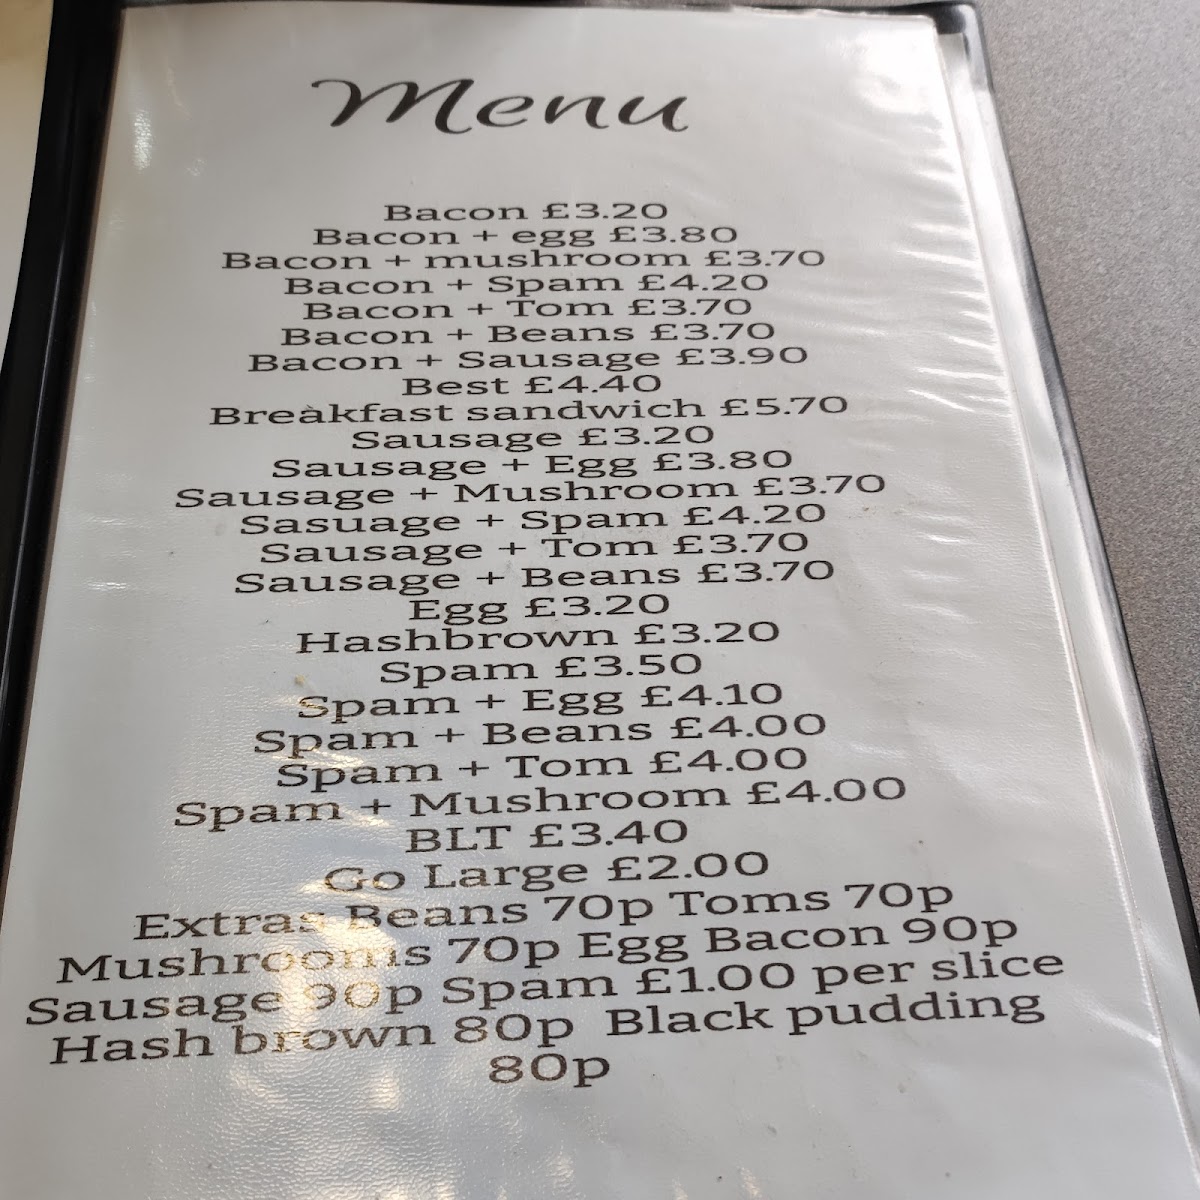 Menu
Bacon £3.20
Bacon + egg £3.80
Bacon + mushroom £3.70
Bacon + Spam £4.20
Bacon + Tom £3.70
Bacon + Beans £3.70
Bacon + Sausage £3.90
Best £4.40
Breakfast sandwich £5.70
Sausage £3.20
Sausage + Egg £3.80
Sausage + Mushroom £3.70
Sasuage + Spam £4.20
Sausage + Tom £3.70
Sausage + Beans £3.70
Egg £3.20
Hashbrown £3.20
Spam £3.50
Spam + Egg £4.10
Spam + Beans £4.00
Spam + Tom £4.00
Spam + Mushroom £4.00
BLT £3.40
Go Large £2.00
Extras Beans 70p Toms 70p
Mushrooms 70p Egg Bacon 90p
Sausage 90p Spam £1.00 per slice
Hash brown 80p Black pudding
80p